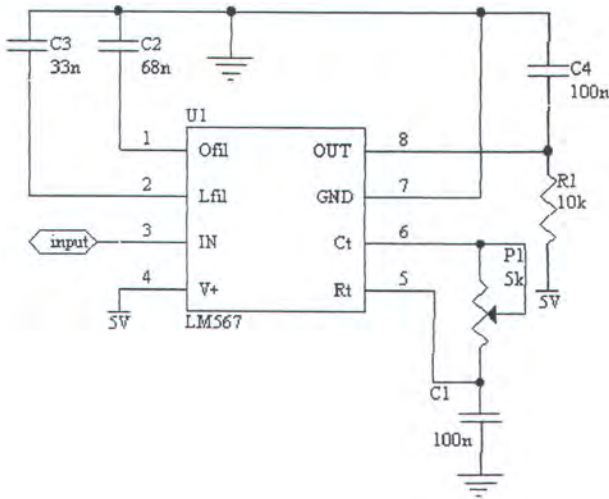 C3
33n
C2
68n
C4
100n
U1
1
Ofil
OUT
8
2
Lfil
GND
7
R1
10k
input
3
IN
Ct
6
P1
5k
4
V+
Rt
5
5V
5V
LM567
C1
100n